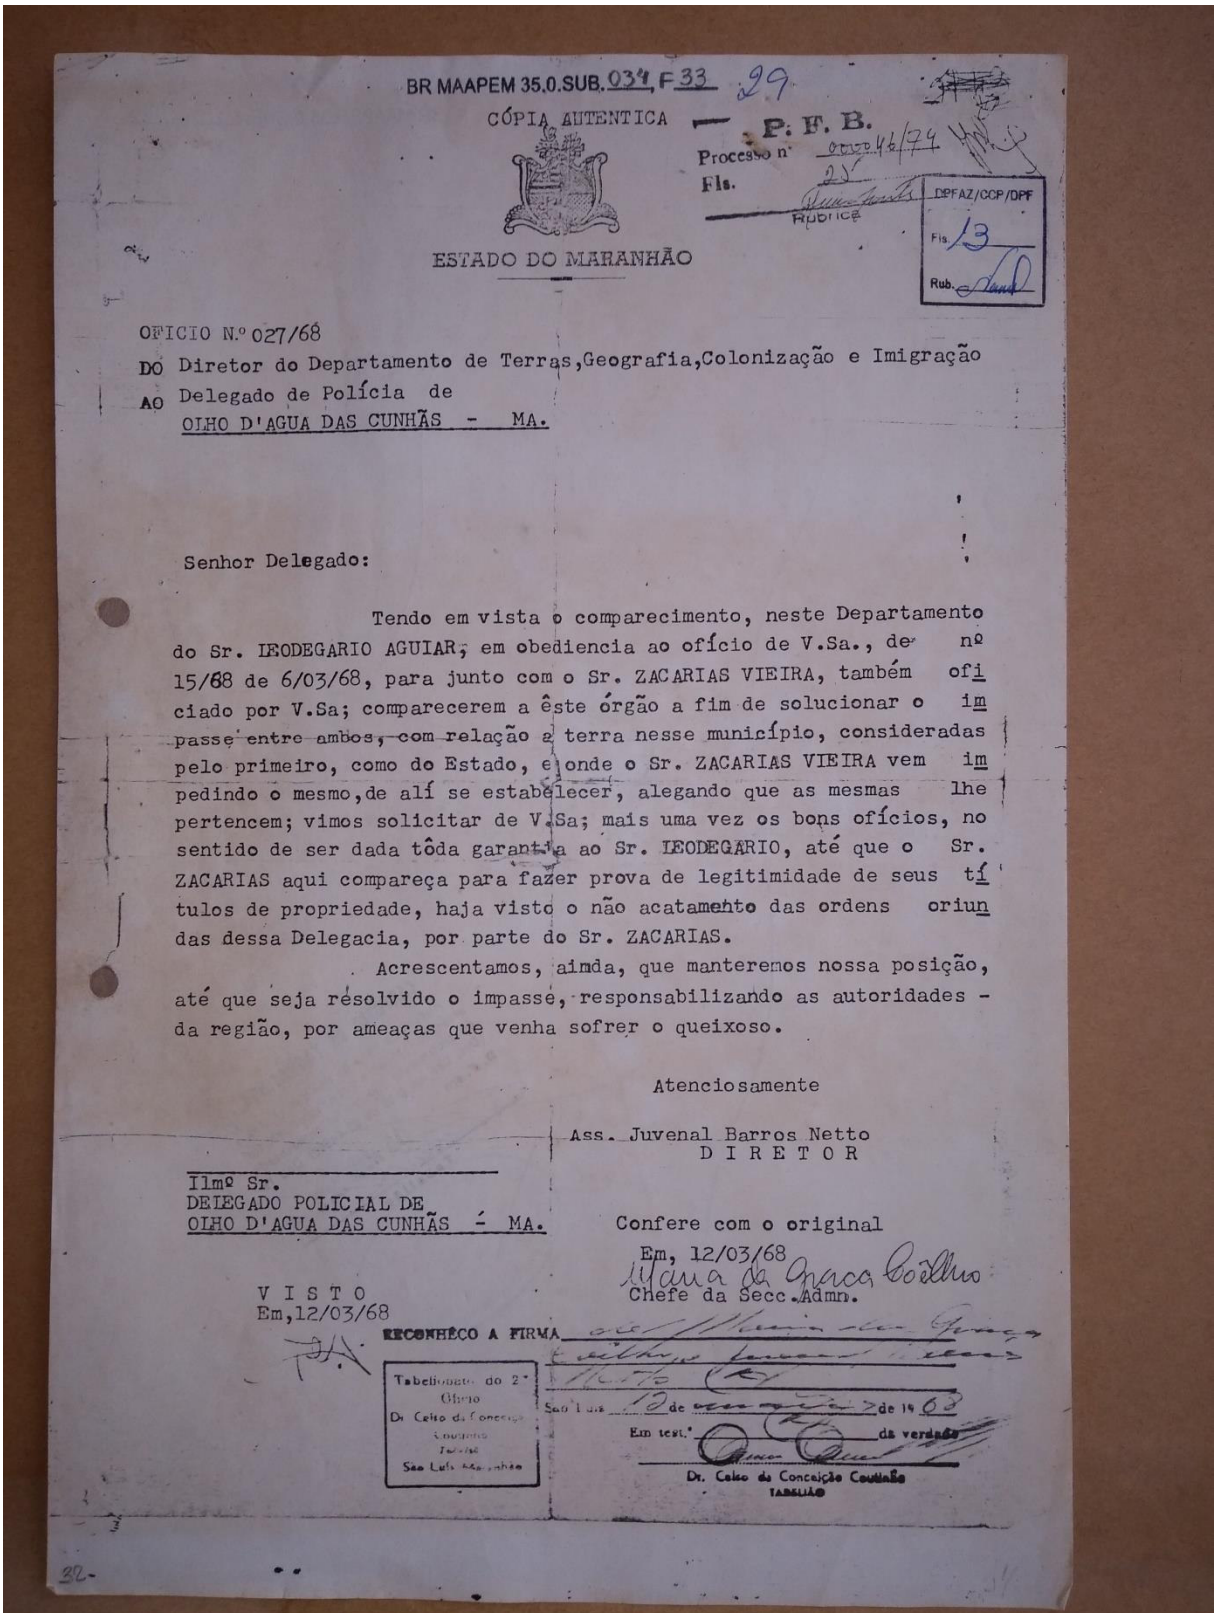 BR MAAPEM 35.0.SUB. 034, F 33 29
CÓPIA AUTENTICA
P. F. B.
Processo nº 000046/74
Fls. 25
Rubrica
DPFAZ/CCP/DPF
Fls. 13
Rub.
ESTADO DO MARANHÃO
OFICIO N.º 027/68
DO Diretor do Departamento de Terras,Geografia,Colonização e Imigração
AO Delegado de Polícia de
OLHO D'AGUA DAS CUNHÃS - MA.
Senhor Delegado:
Tendo em vista o comparecimento, neste Departamento
do Sr. LEODEGARIO AGUIAR, em obediencia ao ofício de V.Sa., de nº
15/68 de 6/03/68, para junto com o Sr. ZACARIAS VIEIRA, também ofi
ciado por V.Sa; comparecerem a êste órgão a fim de solucionar o im
passe entre ambos, com relação a terra nesse município, consideradas
pelo primeiro, como do Estado, e onde o Sr. ZACARIAS VIEIRA vem im
pedindo o mesmo,de alí se estabelecer, alegando que as mesmas lhe
pertencem; vimos solicitar de V.Sa; mais uma vez os bons ofícios, no
sentido de ser dada tôda garantia ao Sr. LEODEGARIO, até que o Sr.
ZACARIAS aqui compareça para fazer prova de legitimidade de seus tí
tulos de propriedade, haja visto o não acatamento das ordens oriun
das dessa Delegacia, por parte do Sr. ZACARIAS.
Acrescentamos, ainda, que manteremos nossa posição,
até que seja resolvido o impasse, responsabilizando as autoridades -
da região, por ameaças que venha sofrer o queixoso.
Atenciosamente
Ass. Juvenal Barros Netto
DIRETOR
Ilmº Sr.
DELEGADO POLICIAL DE
OLHO D'AGUA DAS CUNHÃS - MA.
Confere com o original
Em, 12/03/68
Maria da Graça Coêlho
Chefe da Secc.Admn.
VISTO
Em,12/03/68
RECONHEÇO A FIRMA
Netto
Tabelionato do 2º
Ofício
Dr Celso da Conceição
Coutinho
São Luís Maranhão
São Luis 12 de março de 1968
Em test.º da verdade
Dr. Celso da Conceição Coutinho
TABELIÃO
32-